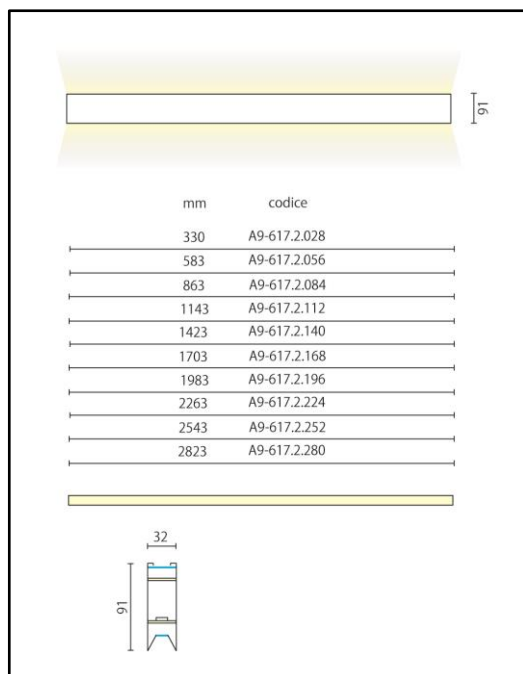 91
mm codice
330 A9-617.2.028
583 A9-617.2.056
863 A9-617.2.084
1143 A9-617.2.112
1423 A9-617.2.140
1703 A9-617.2.168
1983 A9-617.2.196
2263 A9-617.2.224
2543 A9-617.2.252
2823 A9-617.2.280
32
91